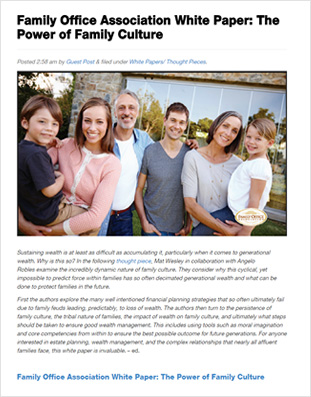 Family Office Association White Paper: The
Power of Family Culture
Posted 2:58 am by Guest Post & filed under White Papers/ Thought Pieces.
FAMILY OFFICE
Sustaining wealth is at least as difficult as accumulating it, particularly when it comes to generational
wealth. Why is this so? In the following thought piece, Mat Wesley in collaboration with Angelo
Robles examine the incredibly dynamic nature of family culture. They consider why this cyclical, yet
impossible to predict force within families has so often decimated generational wealth and what can be
done to protect families in the future.
First the authors explore the many well intentioned financial planning strategies that so often ultimately fail
due to family feuds leading, predictably, to loss of wealth. The authors then turn to the persistence of
family culture, the tribal nature of families, the impact of wealth on family culture, and ultimately what steps
should be taken to ensure good wealth management. This includes using tools such as moral imagination
and core competencies from within to ensure the best possible outcome for future generations. For anyone
interested in estate planning, wealth management, and the complex relationships that nearly all affluent
families face, this white paper is invaluable. – ed.
Family Office Association White Paper: The Power of Family Culture